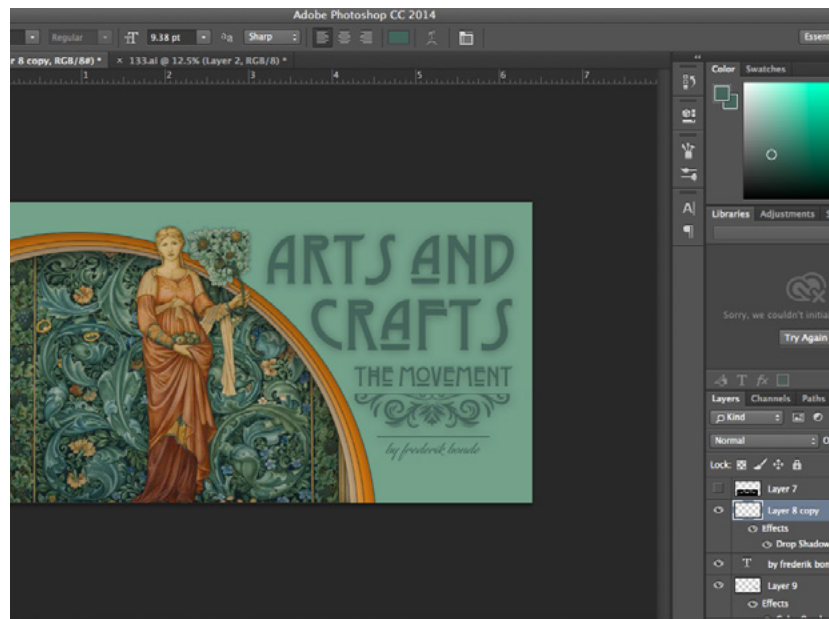 Adobe Photoshop CC 2014
Regular 9.38 pt aa Sharp Essent
r 8 copy, RGB/8#) * × 133.ai @ 12.5% (Layer 2, RGB/8) *
1 2 3 4 5 6 7
Color Swatches
A|
Libraries Adjustments S
ARTS AND
CRAFTS
THE MOVEMENT
by frederik bonde
Sorry, we couldn't initia
Try Again
T fx
Layers Channels Paths
Kind
Normal O
Lock:
Layer 7
Layer 8 copy
Effects
Drop Shadow
T by frederik bon
Layer 9
Effects